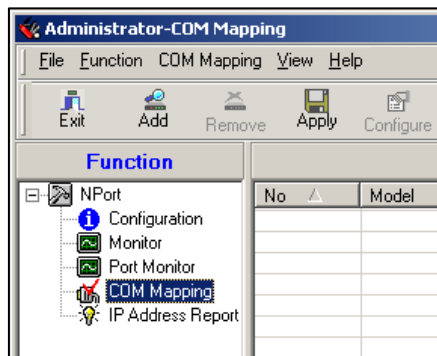 Administrator-COM Mapping
File Function COM Mapping View Help
Exit Add Remove Apply Configure
Function
No Model
NPort
Configuration
Monitor
Port Monitor
COM Mapping
IP Address Report